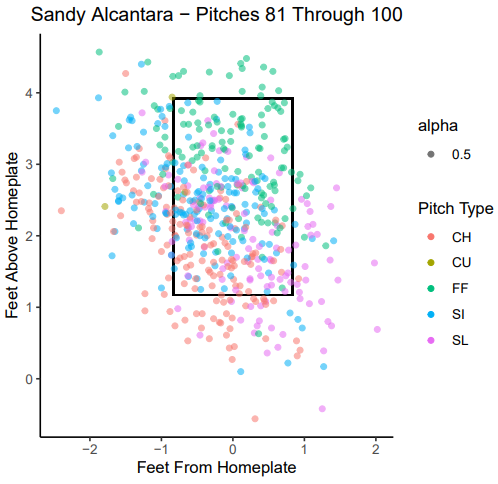 Sandy Alcantara − Pitches 81 Through 100
4
3
2
1
0
−2
−1
0
1
2
Feet Above Homeplate
Feet From Homeplate
alpha
0.5
Pitch Type
CH
CU
FF
SI
SL